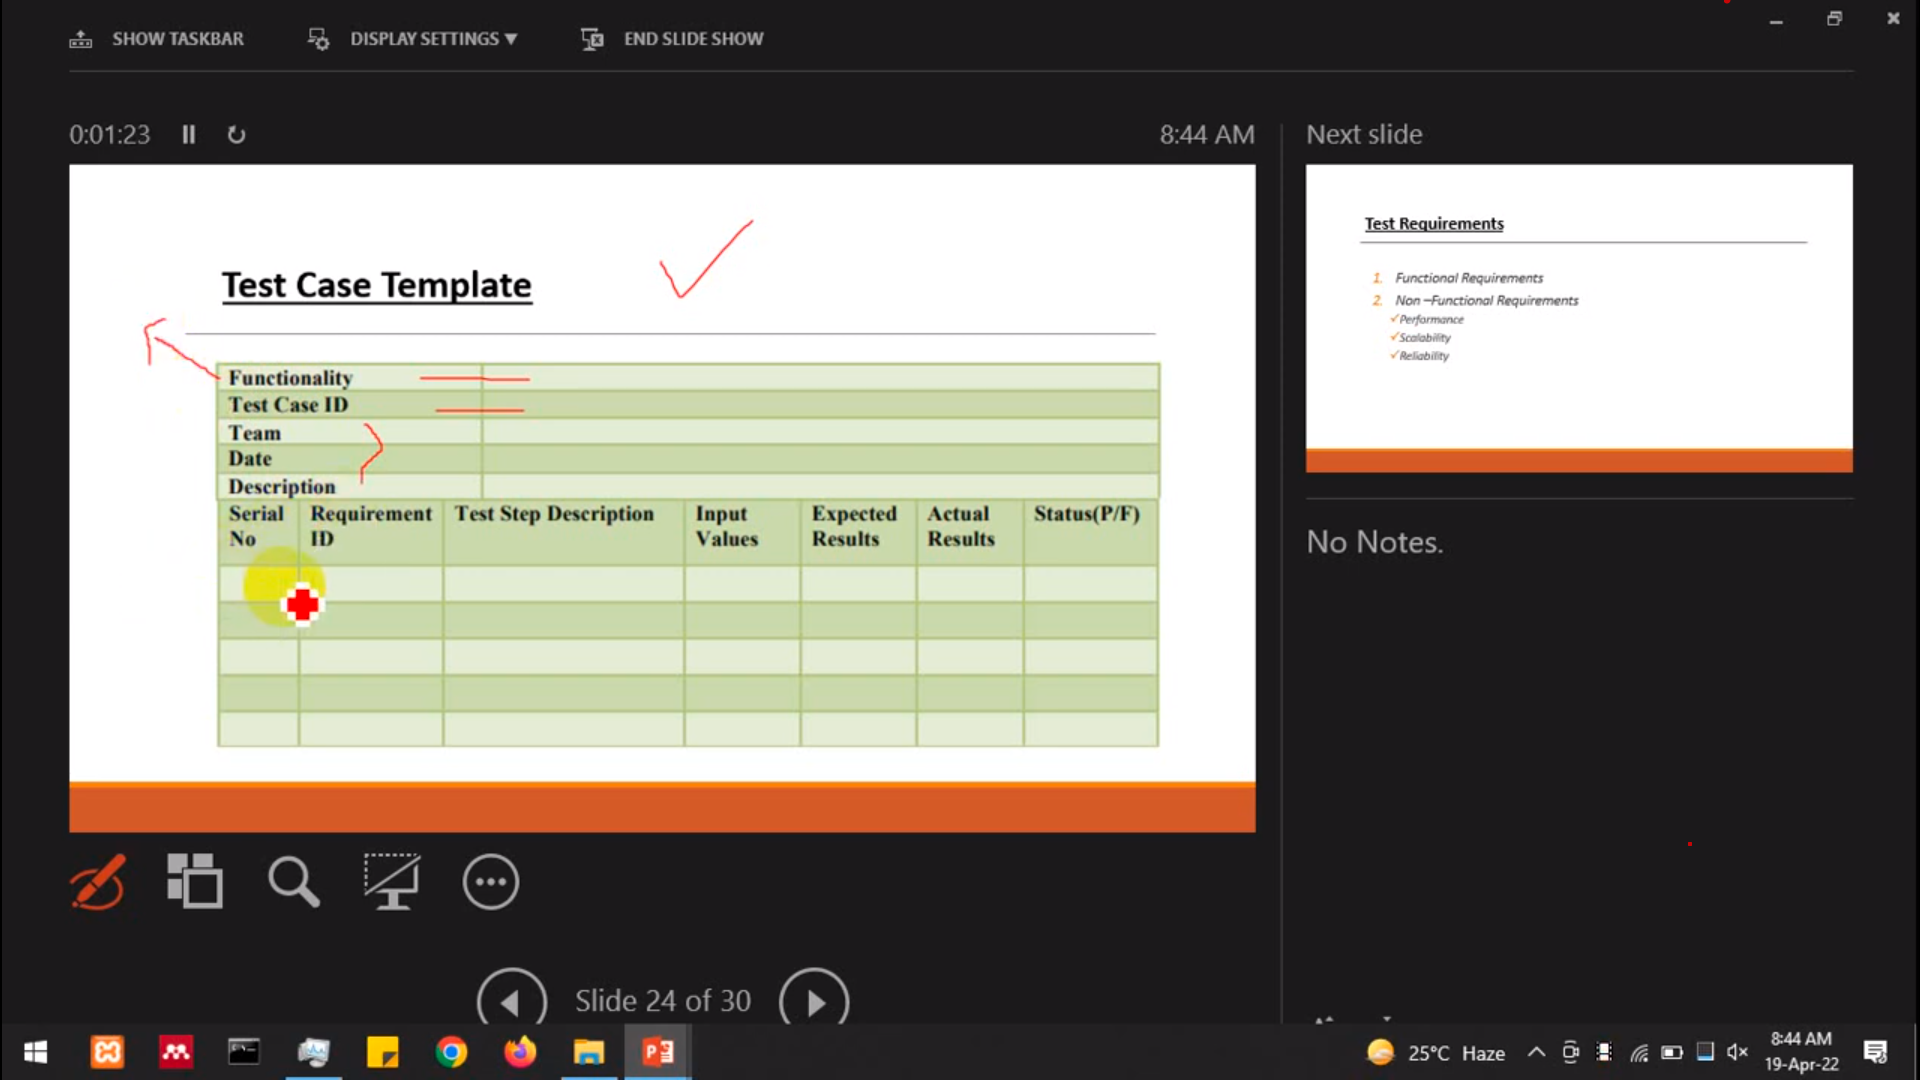 SHOW TASKBAR
DISPLAY SETTINGS ▼
END SLIDE SHOW
0:01:23
8:44 AM
Next slide
Test Case Template
Functionality
Test Case ID
Team
Date
Description
Serial No
Requirement ID
Test Step Description
Input Values
Expected Results
Actual Results
Status(P/F)
Test Requirements
1. Functional Requirements
2. Non –Functional Requirements
✓Performance
✓Scalability
✓Reliability
No Notes.
Slide 24 of 30
25°C Haze
8:44 AM
19-Apr-22